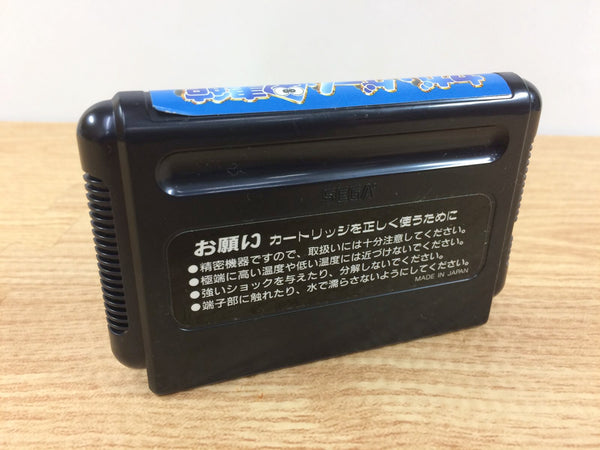 SEGA
お願い カートリッジを正しく使うために
●精密機器ですので、取扱いには十分注意してください。
●極端に高い温度や低い温度には近づけないでください。
●強いショックを与えたり、分解しないでください。
●端子部に触れたり、水で濡らさないようにしてください。
MADE IN JAPAN